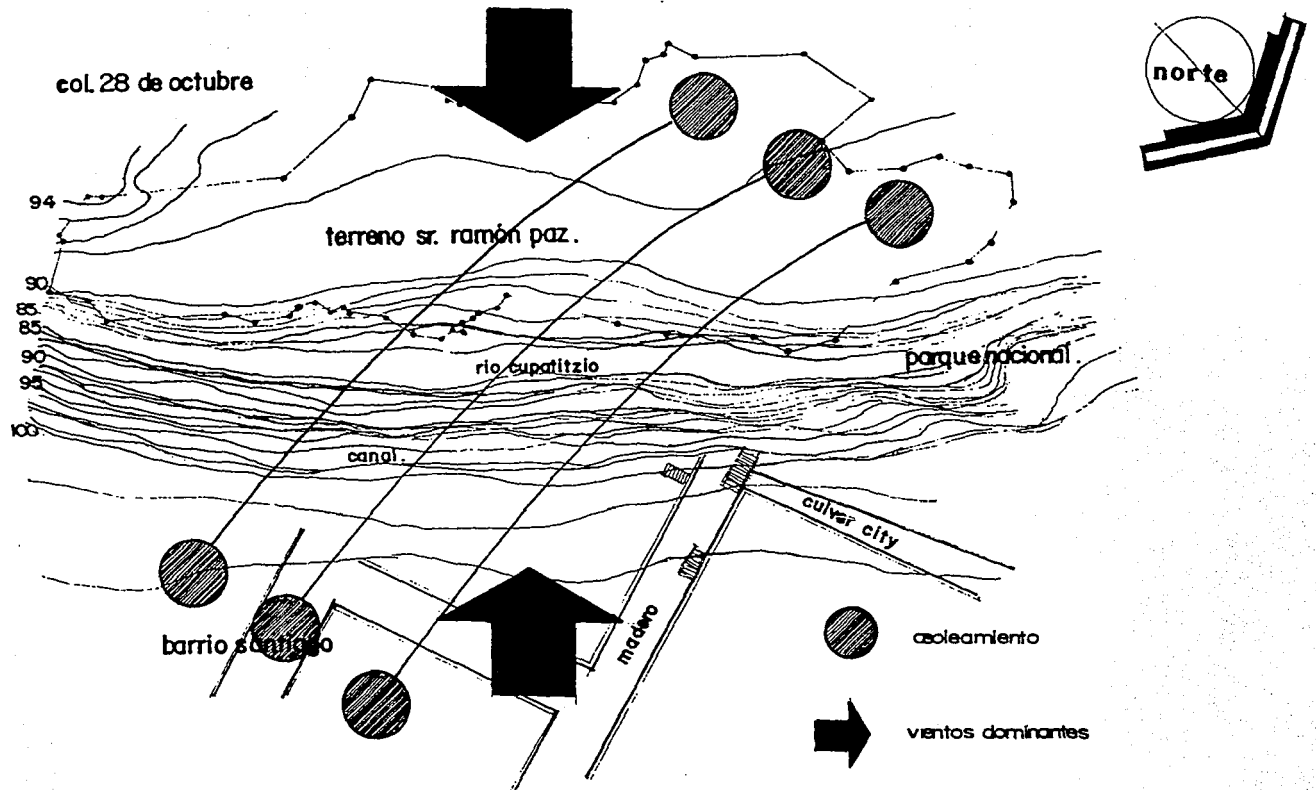 col. 28 de octubre
norte
94
terreno sr. ramón paz.
90
85
85
90
95
100
rio cupatitzio
parque nacional.
canal.
culver city
madero
barrio santiago
asoleamiento
vientos dominantes